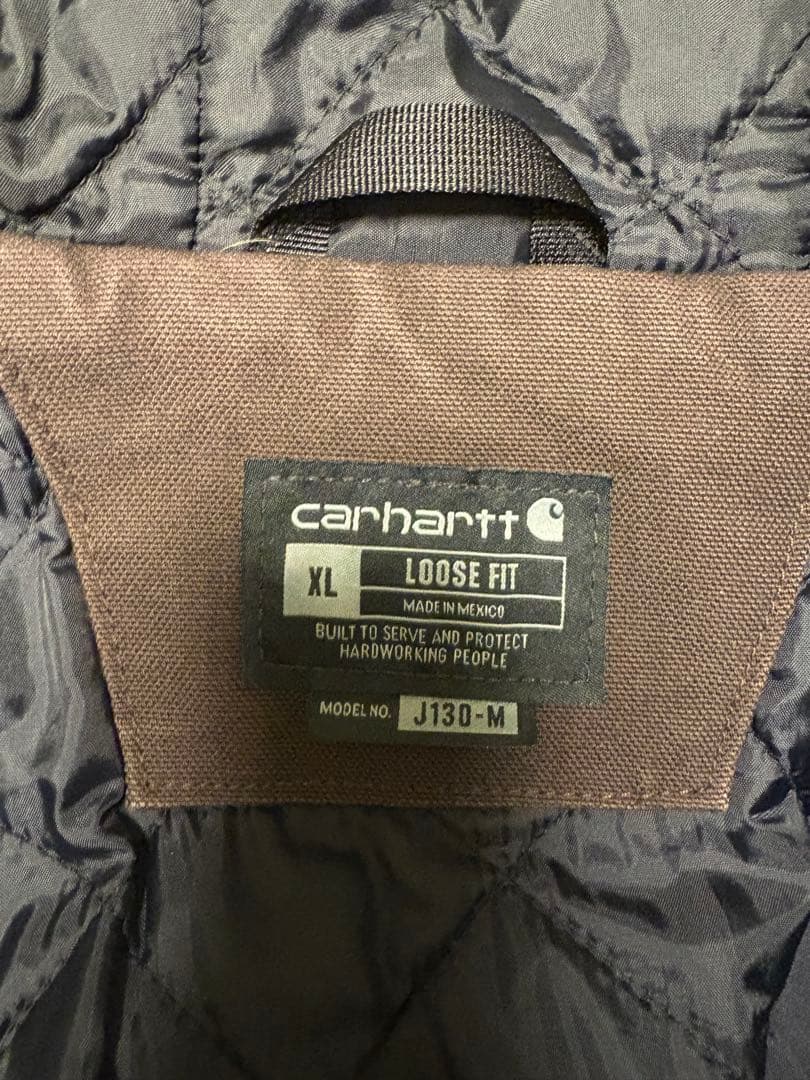 carhartt
XL
LOOSE FIT
MADE IN MEXICO
BUILT TO SERVE AND PROTECT
HARDWORKING PEOPLE
MODEL NO. J130-M